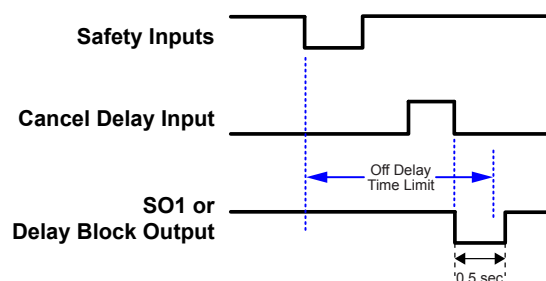 Safety Inputs
Cancel Delay Input
Off Delay
Time Limit
SO1 or
Delay Block Output
0.5 sec